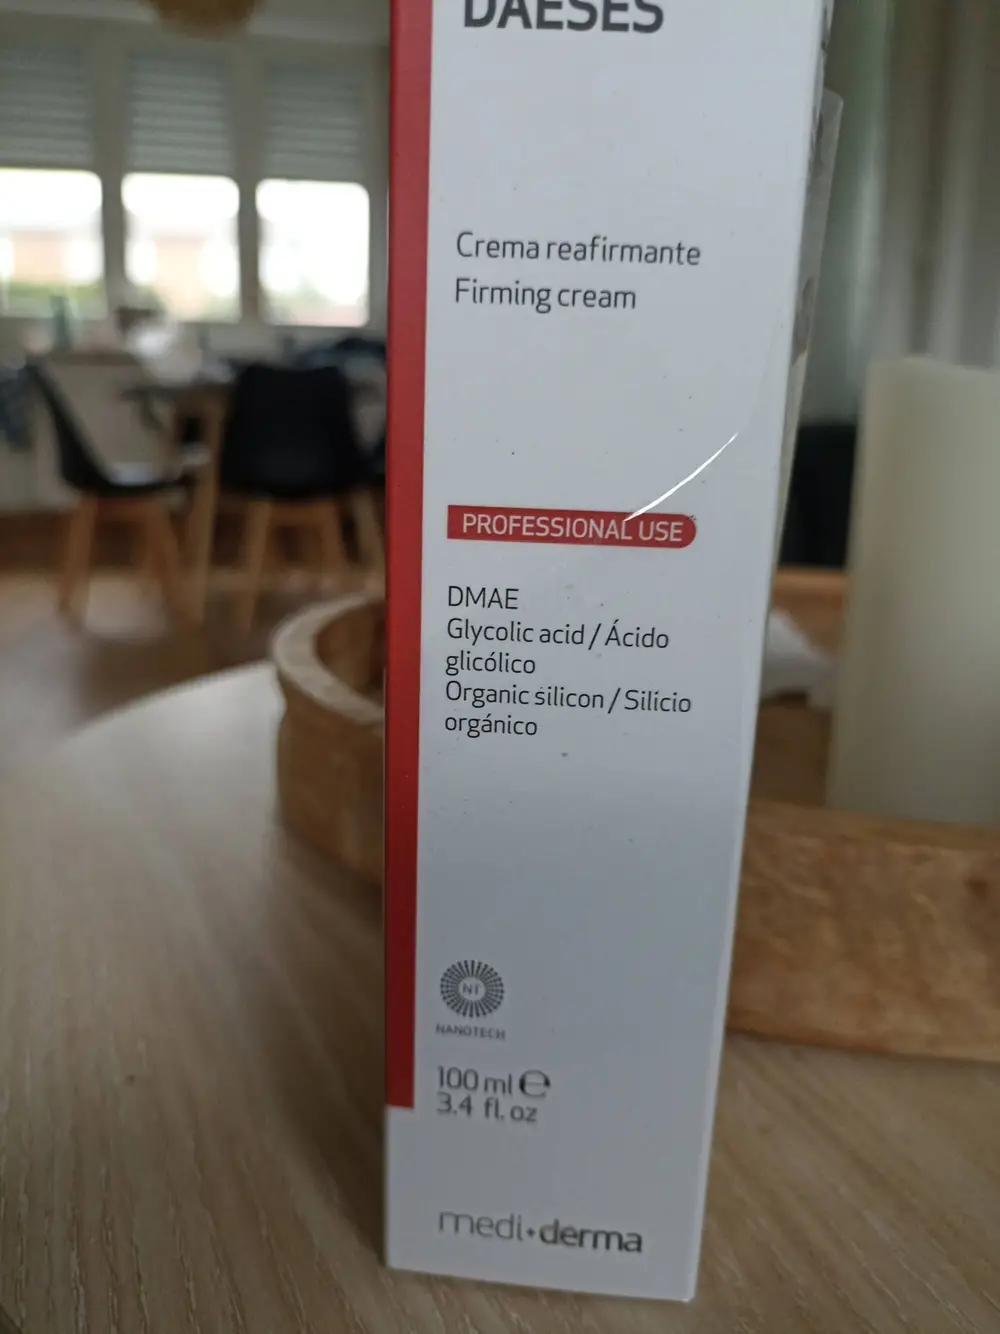 DAESES
Crema reafirmante
Firming cream
PROFESSIONAL USE
DMAE
Glycolic acid / Ácido
glicólico
Organic silicon / Silicio
orgánico
NT
NANOTECH
100 ml ℮
3.4 fl. oz
medi+derma